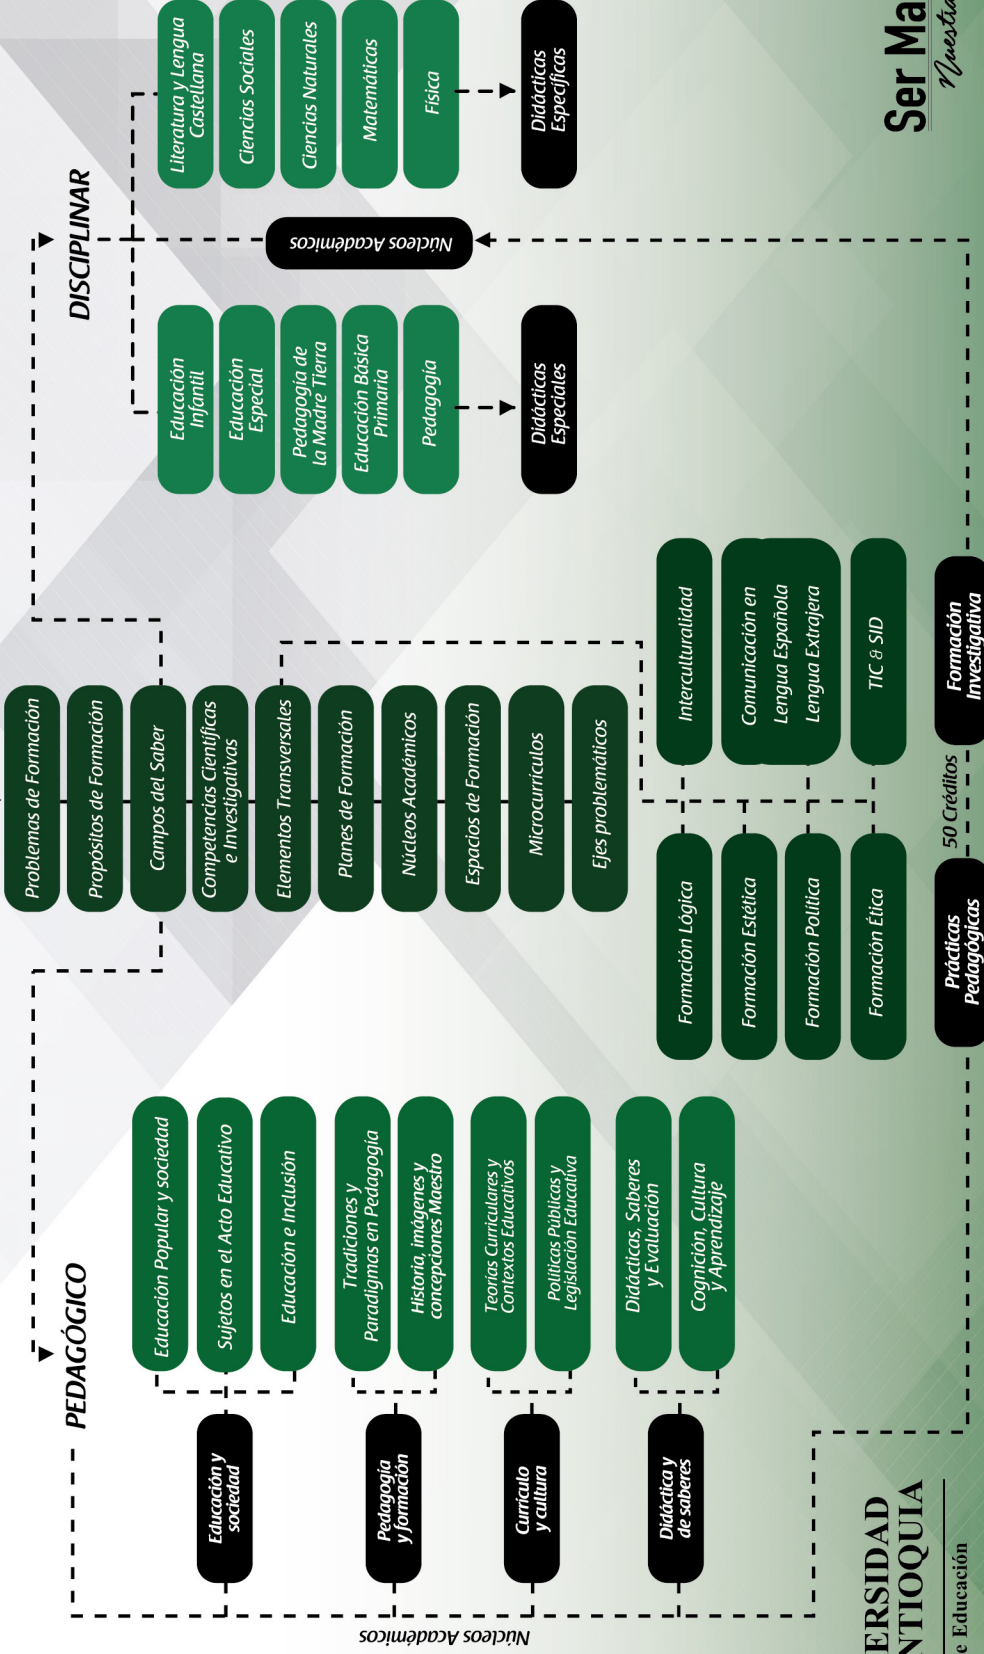 Problemas de Formación
Propósitos de Formación
Campos del Saber
Competencias Científicas
e Investigativas
Elementos Transversales
Planes de Formación
Núcleos Académicos
Espacios de Formación
Microcurrículos
Ejes problemáticos
PEDAGÓGICO
Núcleos Académicos
Educación y
sociedad
Educación Popular y sociedad
Sujetos en el Acto Educativo
Educación e Inclusión
Pedagogía
y formación
Tradiciones y
Paradigmas en Pedagogía
Historia, imágenes y
concepciones Maestro
Currículo
y cultura
Teorías Curriculares y
Contextos Educativos
Políticas Públicas y
Legislación Educativa
Didáctica y
de saberes
Didácticas, Saberes
y Evaluación
Cognición, Cultura
y Aprendizaje
DISCIPLINAR
Núcleos Académicos
Educación
Infantil
Educación
Especial
Pedagogía de
la Madre Tierra
Educación Básica
Primaria
Pedagogía
Didácticas
Especiales
Literatura y Lengua
Castellana
Ciencias Sociales
Ciencias Naturales
Matemáticas
Física
Didácticas
Específicas
Formación Lógica
Formación Estética
Formación Política
Formación Ética
Interculturalidad
Comunicación en
Lengua Española
Lengua Extrajera
TIC & SID
Prácticas
Pedagógicas
50 Créditos
Formación
Investigativa
ERSIDAD
NTIOQUIA
e Educación
Ser Ma
Nuestra